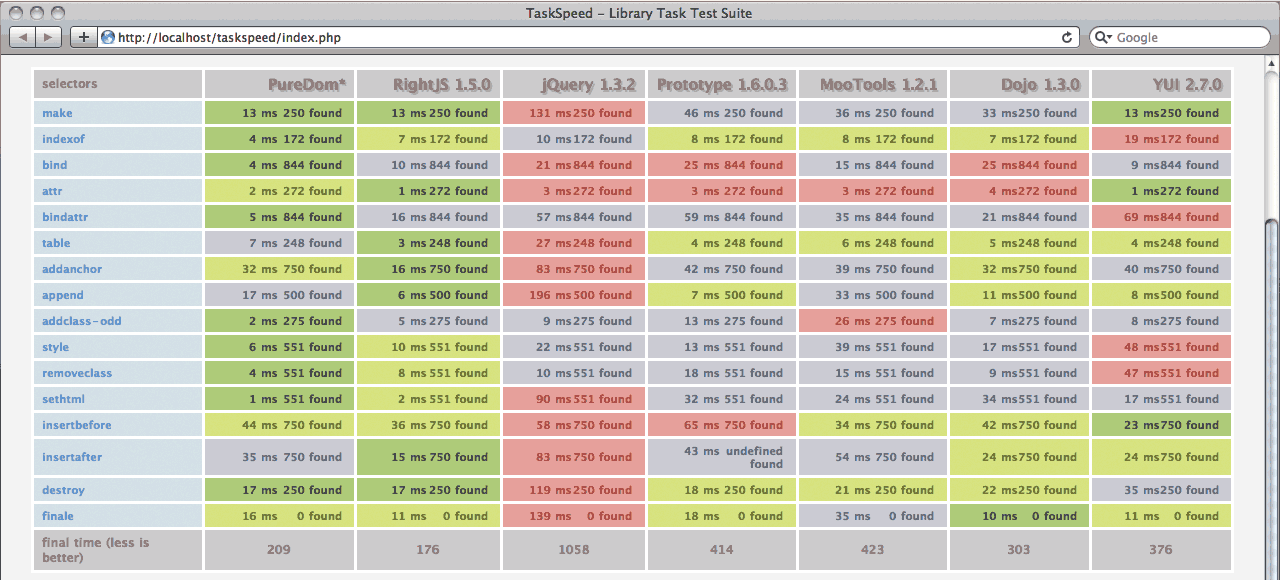 TaskSpeed – Library Task Test Suite
http://localhost/taskspeed/index.php Google
selectors PureDom* RightJS 1.5.0 jQuery 1.3.2 Prototype 1.6.0.3 MooTools 1.2.1 Dojo 1.3.0 YUI 2.7.0
make 13 ms 250 found 13 ms 250 found 131 ms 250 found 46 ms 250 found 36 ms 250 found 33 ms 250 found 13 ms 250 found
indexof 4 ms 172 found 7 ms 172 found 10 ms 172 found 8 ms 172 found 8 ms 172 found 7 ms 172 found 19 ms 172 found
bind 4 ms 844 found 10 ms 844 found 21 ms 844 found 25 ms 844 found 15 ms 844 found 25 ms 844 found 9 ms 844 found
attr 2 ms 272 found 1 ms 272 found 3 ms 272 found 3 ms 272 found 3 ms 272 found 4 ms 272 found 1 ms 272 found
bindattr 5 ms 844 found 16 ms 844 found 57 ms 844 found 59 ms 844 found 35 ms 844 found 21 ms 844 found 69 ms 844 found
table 7 ms 248 found 3 ms 248 found 27 ms 248 found 4 ms 248 found 6 ms 248 found 5 ms 248 found 4 ms 248 found
addanchor 32 ms 750 found 16 ms 750 found 83 ms 750 found 42 ms 750 found 39 ms 750 found 32 ms 750 found 40 ms 750 found
append 17 ms 500 found 6 ms 500 found 196 ms 500 found 7 ms 500 found 33 ms 500 found 11 ms 500 found 8 ms 500 found
addclass-odd 2 ms 275 found 5 ms 275 found 9 ms 275 found 13 ms 275 found 26 ms 275 found 7 ms 275 found 8 ms 275 found
style 6 ms 551 found 10 ms 551 found 22 ms 551 found 13 ms 551 found 39 ms 551 found 17 ms 551 found 48 ms 551 found
removeclass 4 ms 551 found 8 ms 551 found 10 ms 551 found 18 ms 551 found 15 ms 551 found 9 ms 551 found 47 ms 551 found
sethtml 1 ms 551 found 2 ms 551 found 90 ms 551 found 32 ms 551 found 24 ms 551 found 34 ms 551 found 17 ms 551 found
insertbefore 44 ms 750 found 36 ms 750 found 58 ms 750 found 65 ms 750 found 34 ms 750 found 42 ms 750 found 23 ms 750 found
insertafter 35 ms 750 found 15 ms 750 found 83 ms 750 found 43 ms undefined found 54 ms 750 found 24 ms 750 found 24 ms 750 found
destroy 17 ms 250 found 17 ms 250 found 119 ms 250 found 18 ms 250 found 21 ms 250 found 22 ms 250 found 35 ms 250 found
finale 16 ms 0 found 11 ms 0 found 139 ms 0 found 18 ms 0 found 35 ms 0 found 10 ms 0 found 11 ms 0 found
final time (less is better) 209 176 1058 414 423 303 376